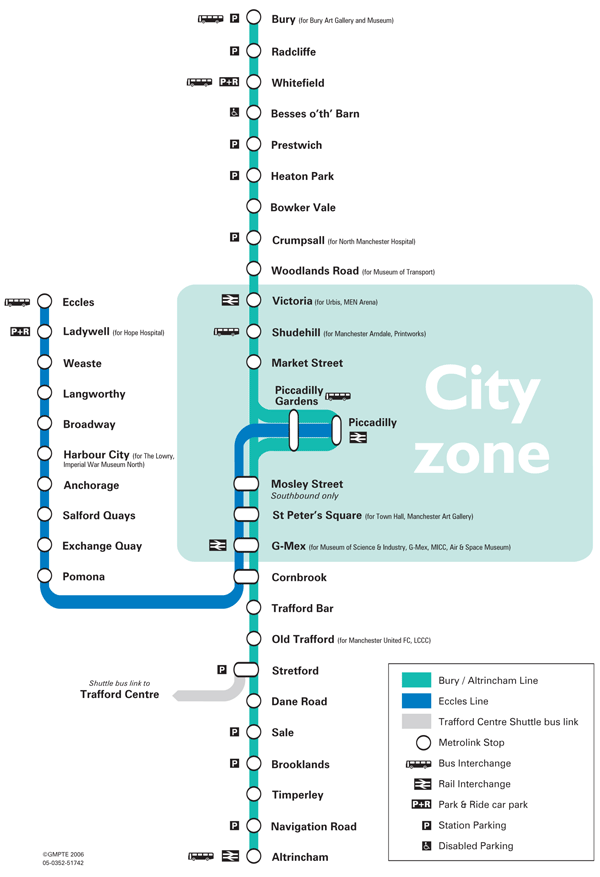 Bury (for Bury Art Gallery and Museum)
Radcliffe
Whitefield
Besses o'th' Barn
Prestwich
Heaton Park
Bowker Vale
Crumpsall (for North Manchester Hospital)
Woodlands Road (for Museum of Transport)
Victoria (for Urbis, MEN Arena)
Shudehill (for Manchester Arndale, Printworks)
Market Street
Piccadilly
Gardens
Piccadilly
City
zone
Mosley Street
Southbound only
St Peter's Square (for Town Hall, Manchester Art Gallery)
G-Mex (for Museum of Science & Industry, G-Mex, MICC, Air & Space Museum)
Cornbrook
Trafford Bar
Old Trafford (for Manchester United FC, LCCC)
Stretford
Dane Road
Sale
Brooklands
Timperley
Navigation Road
Altrincham
Eccles
Ladywell (for Hope Hospital)
Weaste
Langworthy
Broadway
Harbour City (for The Lowry,
Imperial War Museum North)
Anchorage
Salford Quays
Exchange Quay
Pomona
Shuttle bus link to
Trafford Centre
P
P
P+R
P
P
P
P+R
P
P
P
P
Bury / Altrincham Line
Eccles Line
Trafford Centre Shuttle bus link
Metrolink Stop
Bus Interchange
Rail Interchange
P+R Park & Ride car park
P Station Parking
Disabled Parking
©GMPTE 2006
05-0352-51742